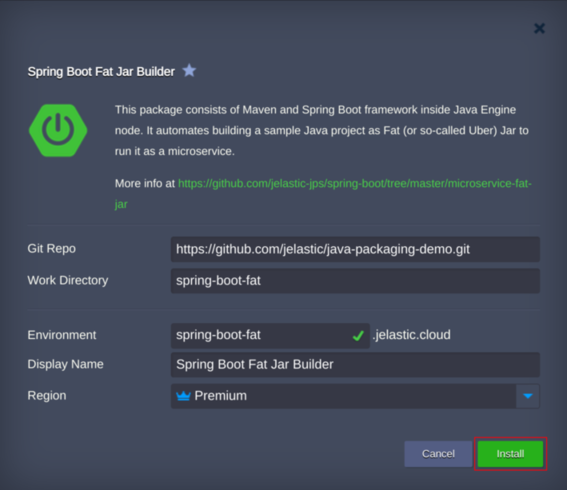 Spring Boot Fat Jar Builder
This package consists of Maven and Spring Boot framework inside Java Engine
node. It automates building a sample Java project as Fat (or so-called Uber) Jar to
run it as a microservice.
More info at https://github.com/jelastic-jps/spring-boot/tree/master/microservice-fat-
jar
Git Repo https://github.com/jelastic/java-packaging-demo.git
Work Directory spring-boot-fat
Environment spring-boot-fat .jelastic.cloud
Display Name Spring Boot Fat Jar Builder
Region Premium
Cancel Install